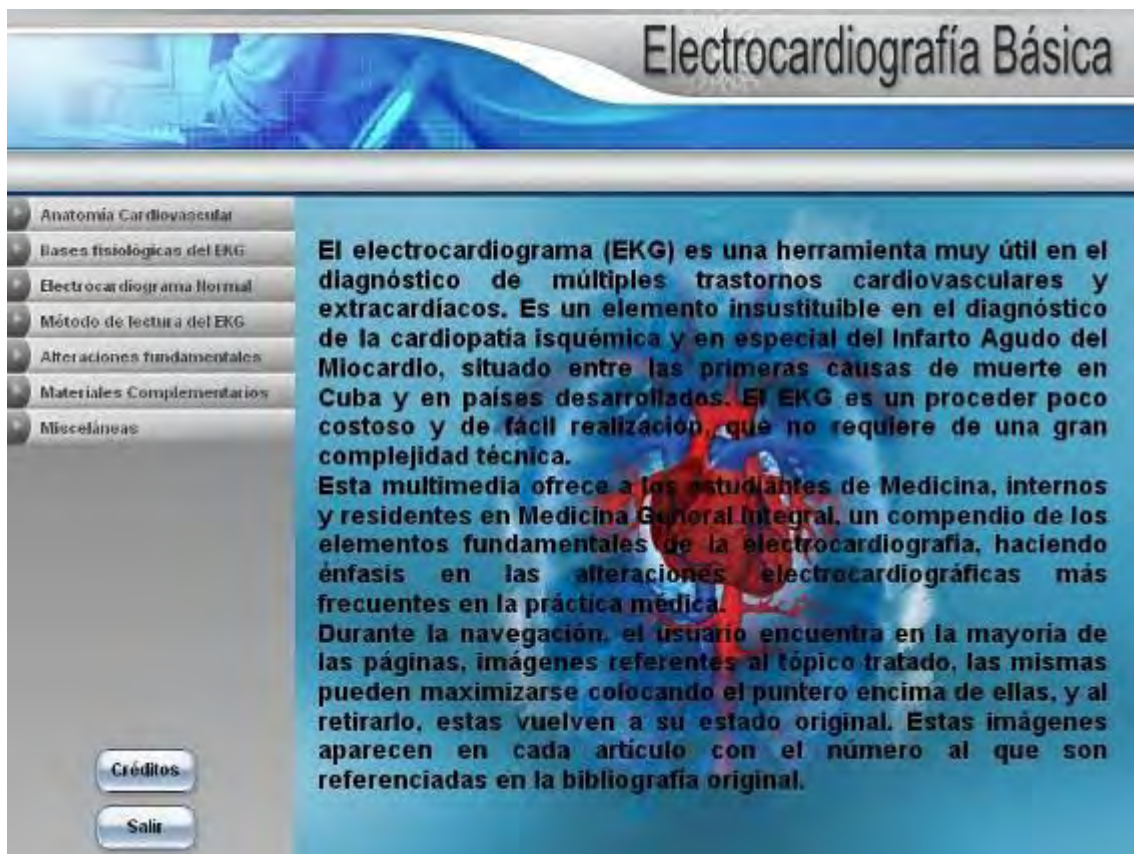 Electrocardiografía Básica
Anatomía Cardiovascular
Bases fisiológicas del EKG
Electrocardiograma Normal
Método de lectura del EKG
Alteraciones fundamentales
Materiales Complementarios
Misceláneas
El electrocardiograma (EKG) es una herramienta muy útil en el
diagnóstico de múltiples trastornos cardiovasculares y
extracardíacos. Es un elemento insustituible en el diagnóstico
de la cardiopatía isquémica y en especial del Infarto Agudo del
Miocardio, situado entre las primeras causas de muerte en
Cuba y en países desarrollados. El EKG es un proceder poco
costoso y de fácil realización, que no requiere de una gran
complejidad técnica.
Esta multimedia ofrece a los estudiantes de Medicina, internos
y residentes en Medicina General Integral, un compendio de los
elementos fundamentales de la electrocardiografía, haciendo
énfasis en las alteraciones electrocardiográficas más
frecuentes en la práctica médica.
Durante la navegación, el usuario encuentra en la mayoría de
las páginas, imágenes referentes al tópico tratado, las mismas
pueden maximizarse colocando el puntero encima de ellas, y al
retirarlo, estas vuelven a su estado original. Estas imágenes
aparecen en cada artículo con el número al que son
referenciadas en la bibliografía original.
Créditos
Salir